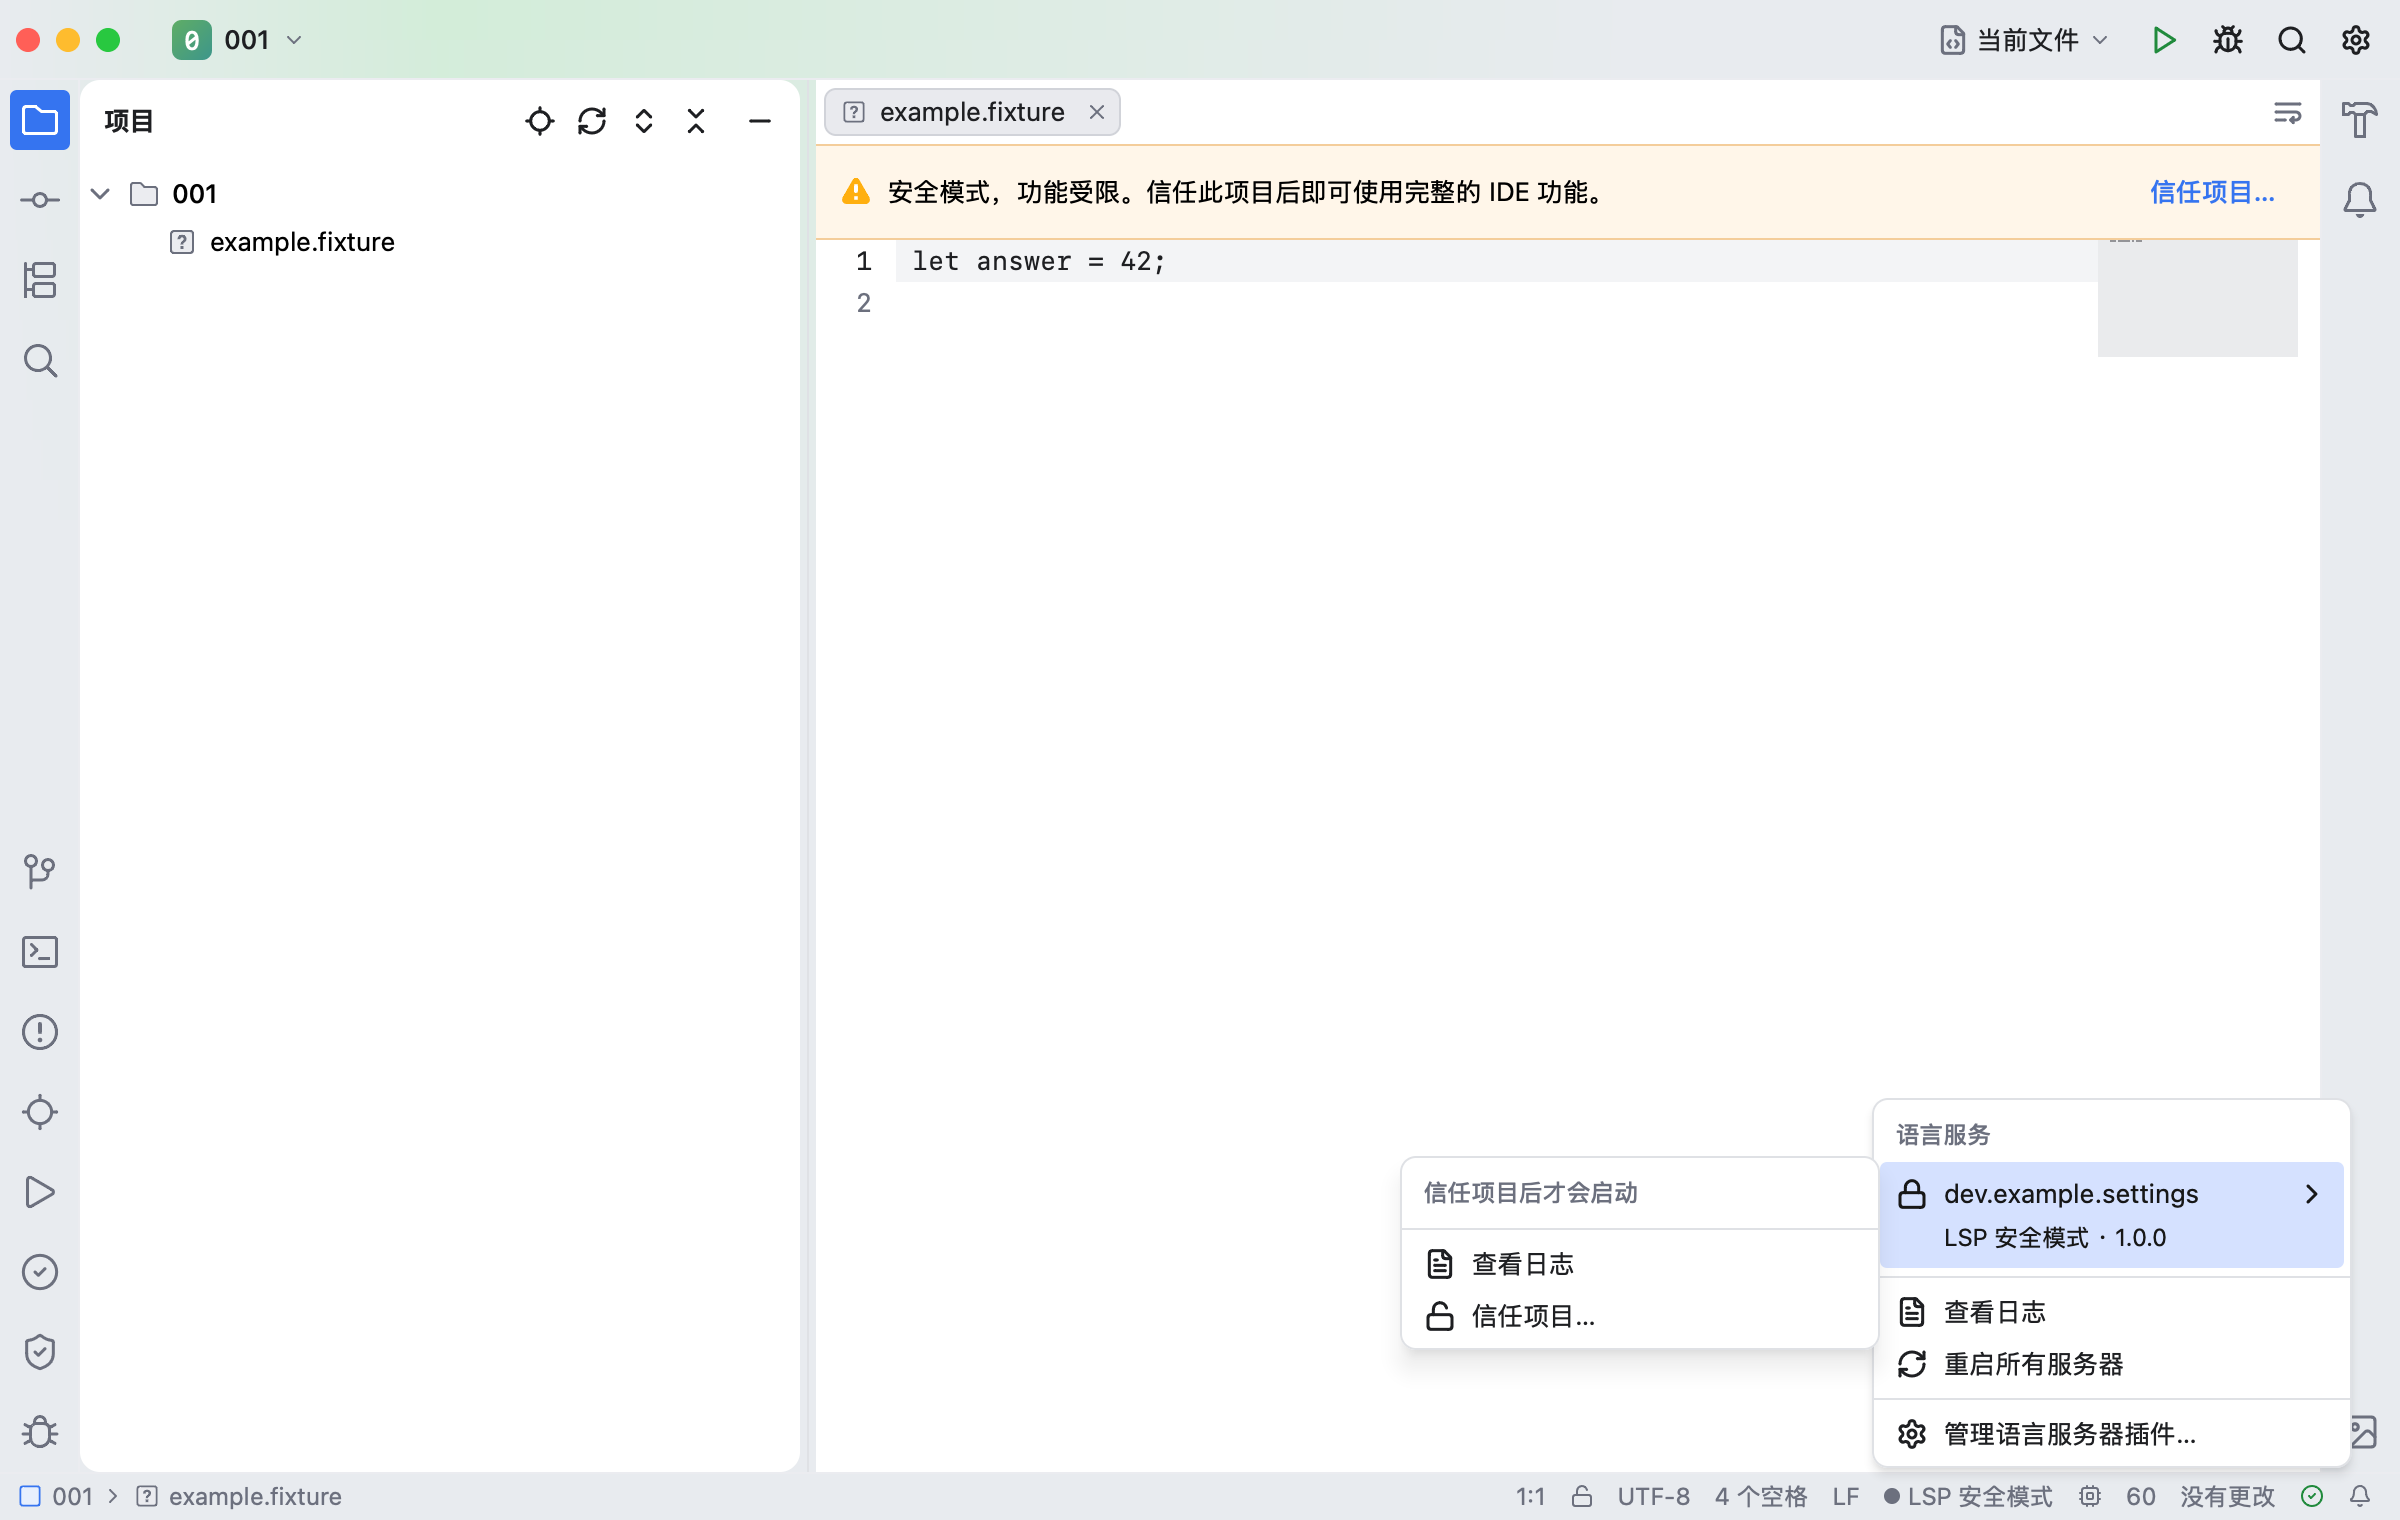 0 001
当前文件
项目
001
example.fixture
example.fixture
安全模式，功能受限。信任此项目后即可使用完整的 IDE 功能。
信任项目...
1 let answer = 42;
2
语言服务
dev.example.settings
LSP 安全模式 · 1.0.0
查看日志
重启所有服务器
管理语言服务器插件...
信任项目后才会启动
查看日志
信任项目...
001 > example.fixture
1:1 UTF-8 4 个空格 LF LSP 安全模式 60 没有更改